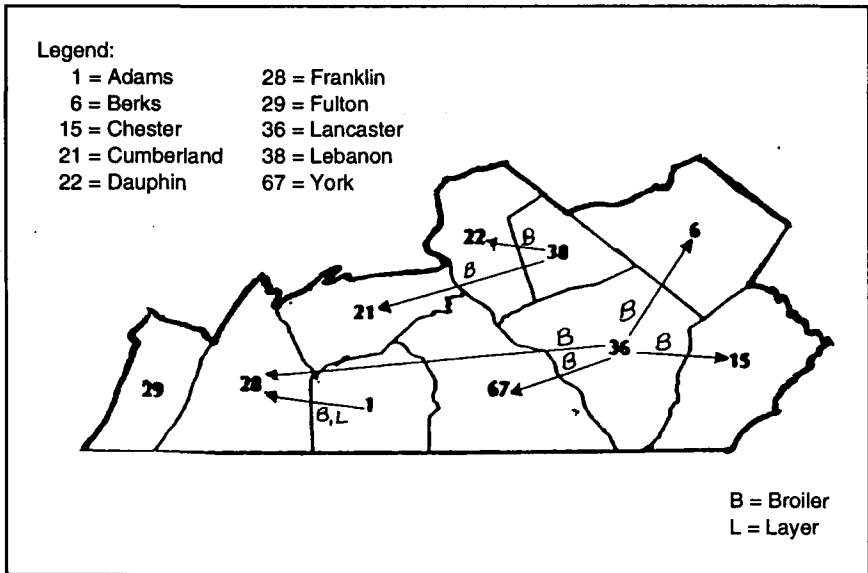 Legend:
1 = Adams
6 = Berks
15 = Chester
21 = Cumberland
22 = Dauphin
28 = Franklin
29 = Fulton
36 = Lancaster
38 = Lebanon
67 = York
22
B
38
6
B
21
B
B
36
B
15
B
28
29
67
1
B, L
B = Broiler
L = Layer